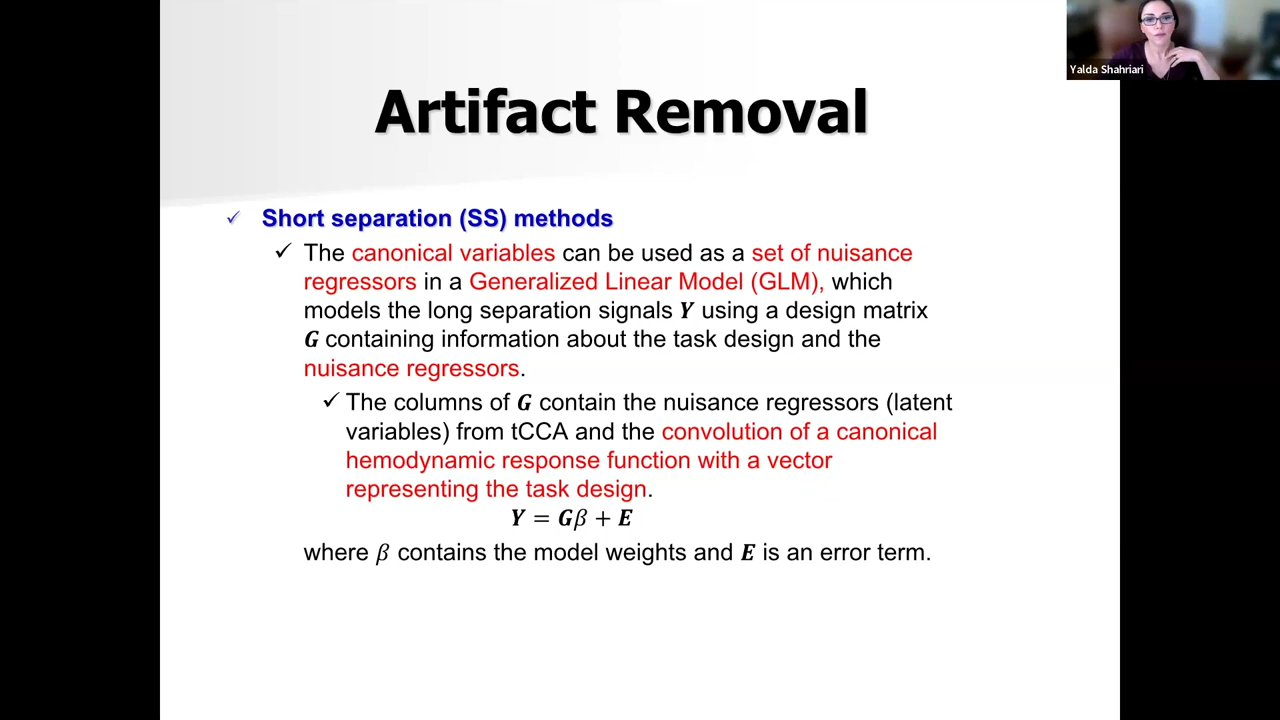 Yalda Shahriari
Artifact Removal
✓ Short separation (SS) methods
✓ The canonical variables can be used as a set of nuisance
regressors in a Generalized Linear Model (GLM), which
models the long separation signals Y using a design matrix
G containing information about the task design and the
nuisance regressors.
✓ The columns of G contain the nuisance regressors (latent
variables) from tCCA and the convolution of a canonical
hemodynamic response function with a vector
representing the task design.
Y = Gβ + E
where β contains the model weights and E is an error term.